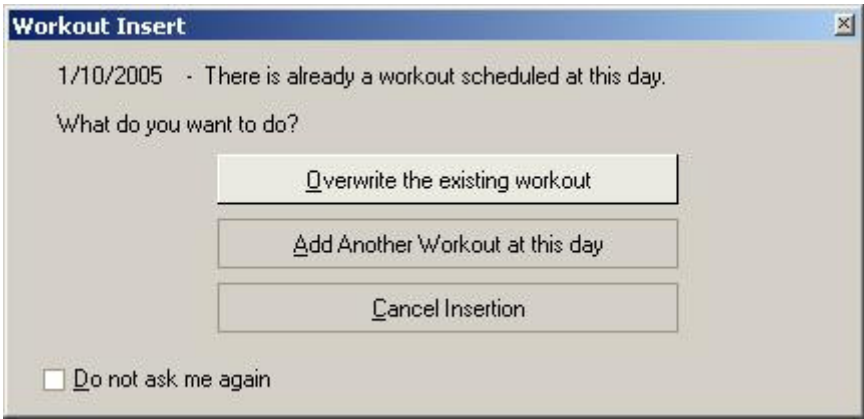 Workout Insert
1/10/2005 - There is already a workout scheduled at this day.
What do you want to do?
Overwrite the existing workout
Add Another Workout at this day
Cancel Insertion
Do not ask me again